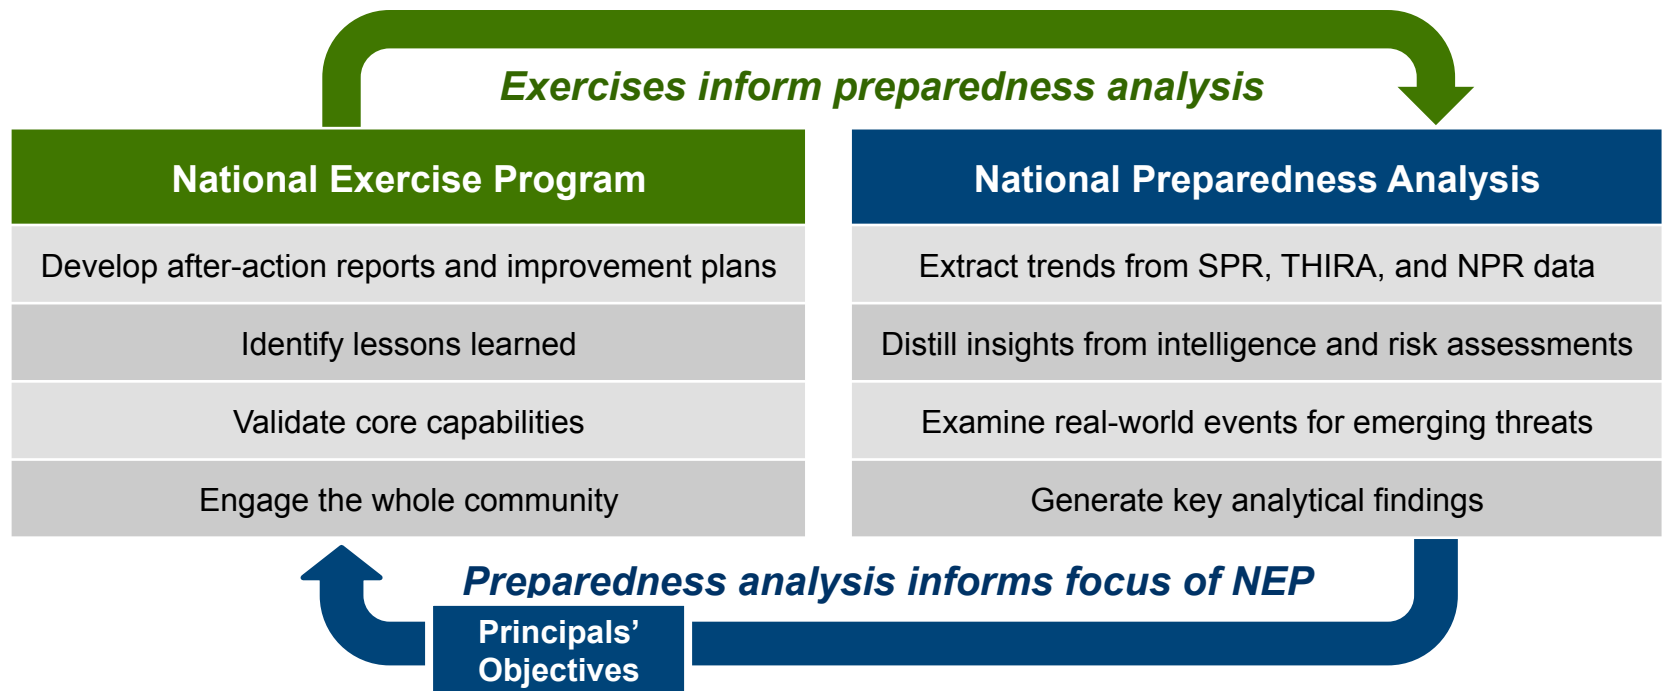 Exercises inform preparedness analysis
National Exercise Program
Develop after-action reports and improvement plans
Identify lessons learned
Validate core capabilities
Engage the whole community
National Preparedness Analysis
Extract trends from SPR, THIRA, and NPR data
Distill insights from intelligence and risk assessments
Examine real-world events for emerging threats
Generate key analytical findings
Preparedness analysis informs focus of NEP
Principals’
Objectives